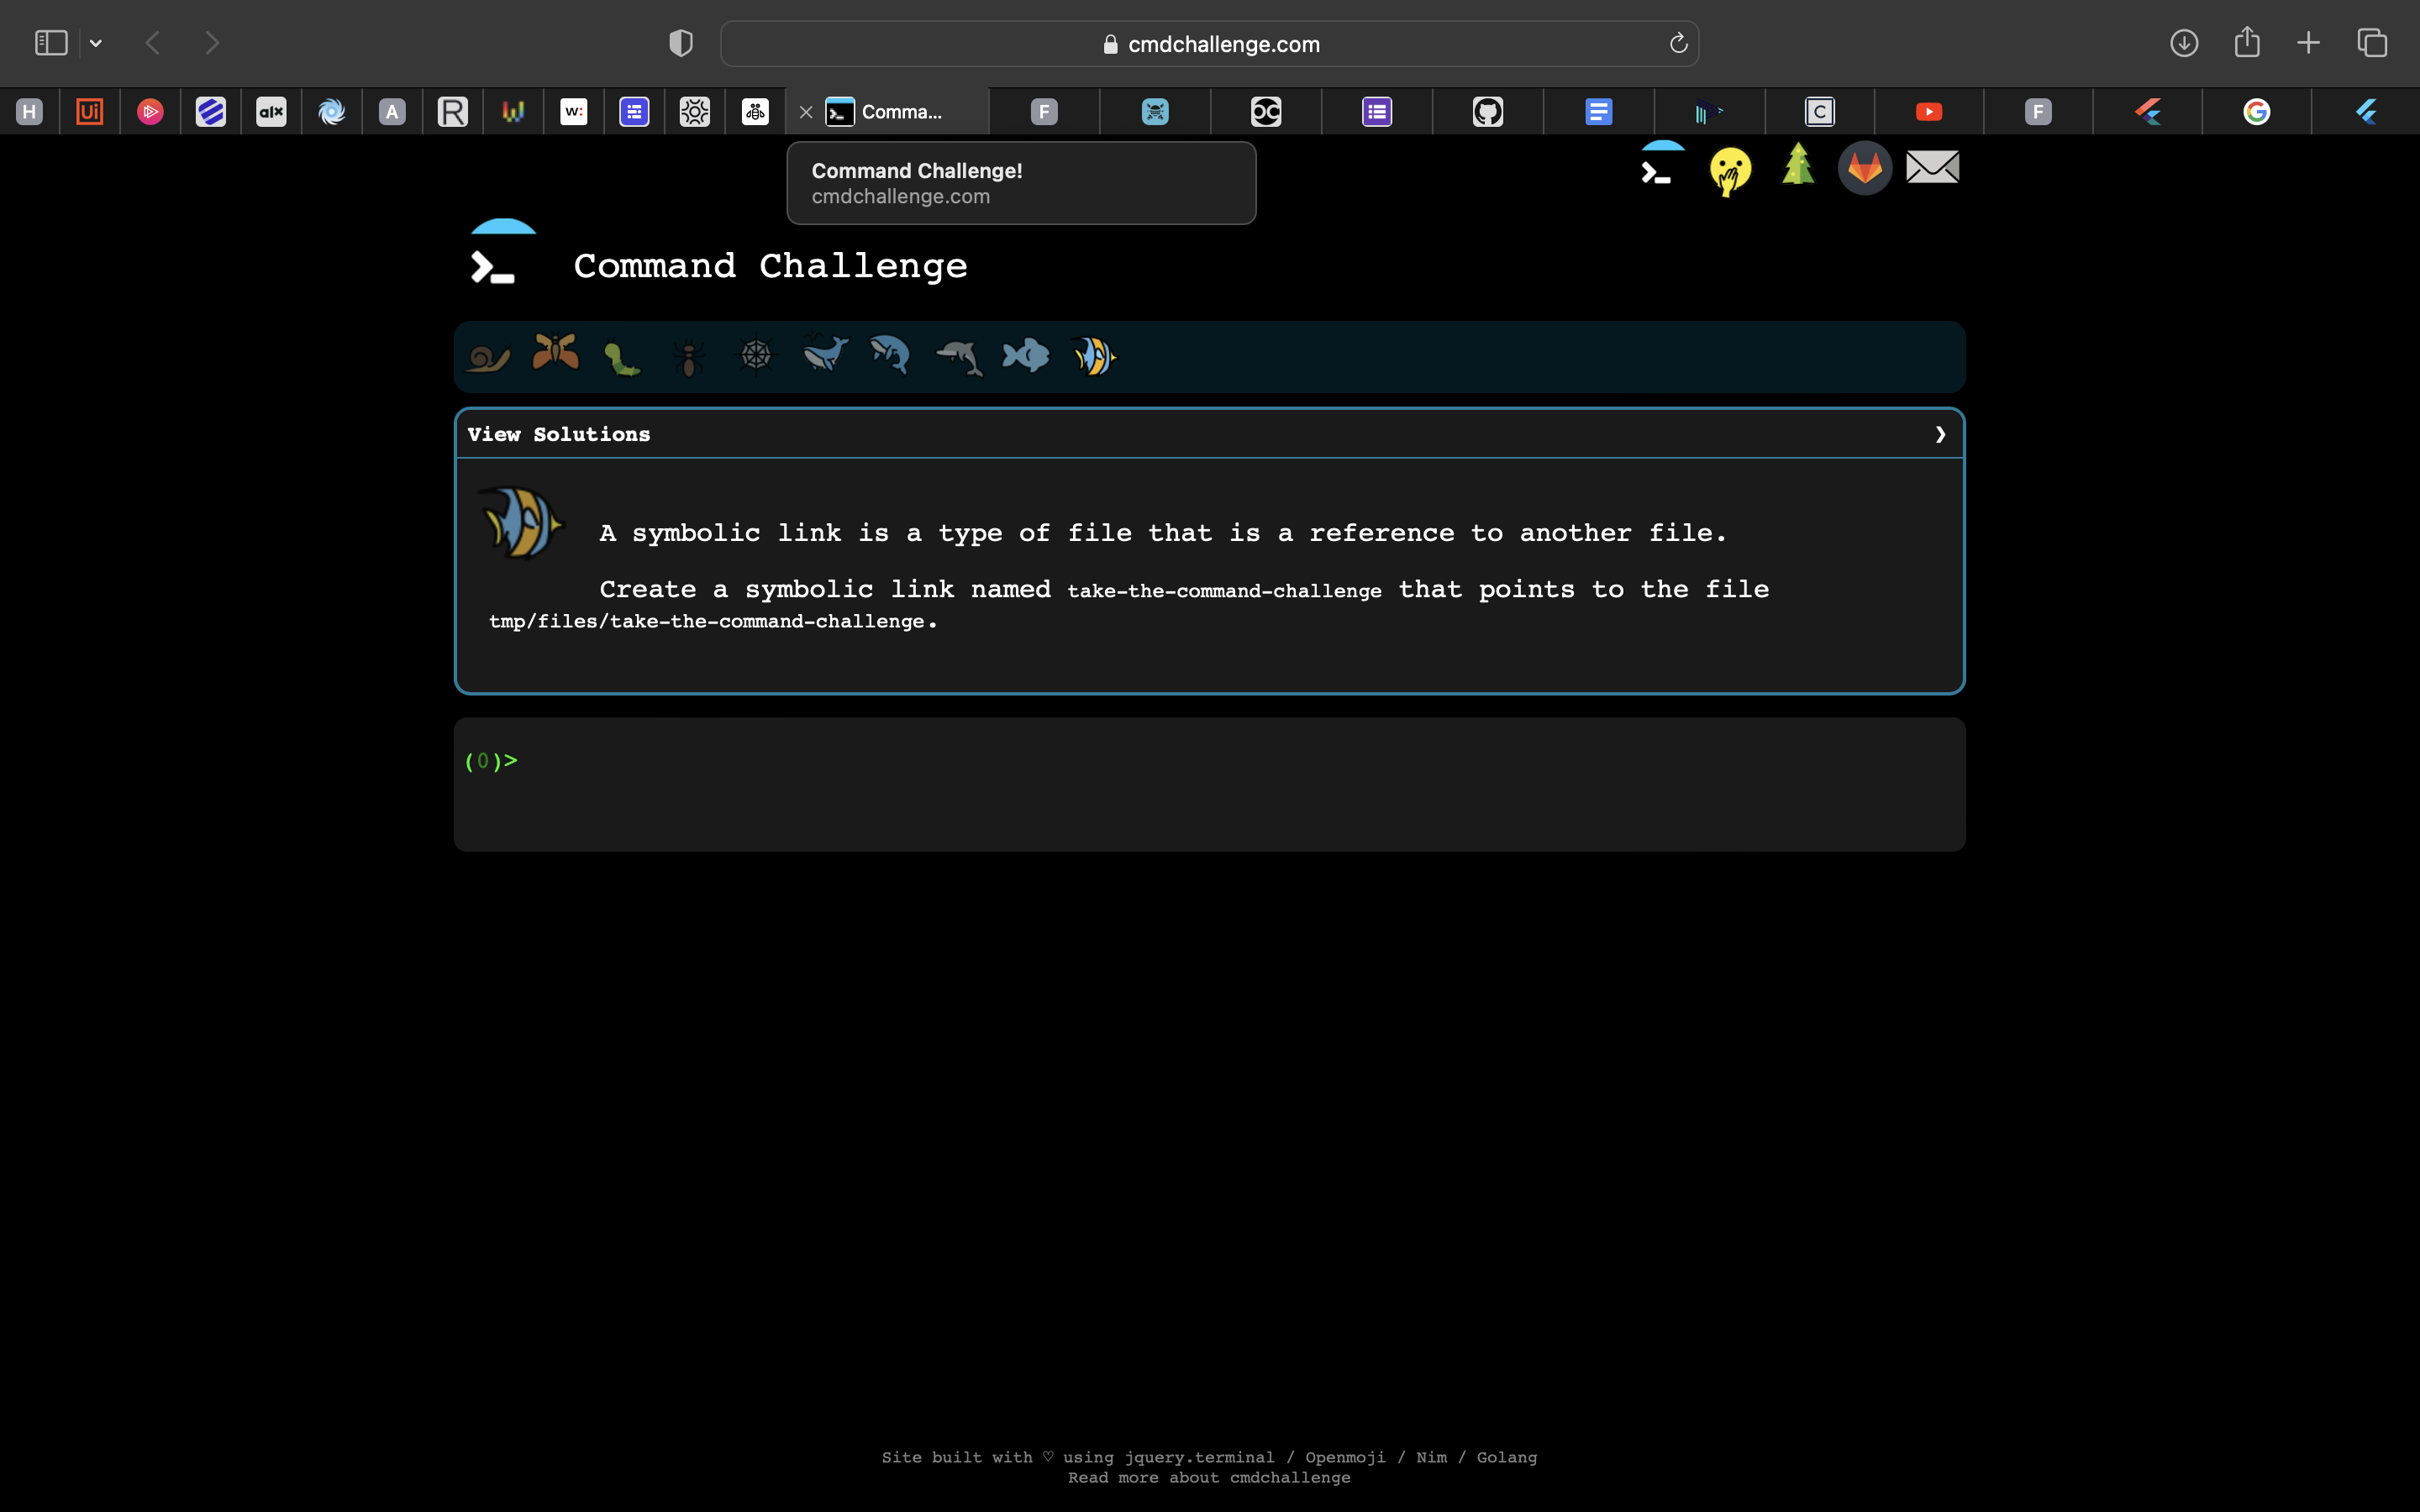 cmdchallenge.com
H Ui alx A R w: Comma... F C F G
Command Challenge!
cmdchallenge.com
Command Challenge
View Solutions
A symbolic link is a type of file that is a reference to another file.
Create a symbolic link named take-the-command-challenge that points to the file
tmp/files/take-the-command-challenge.
(0)>
Site built with ♡ using jquery.terminal / Openmoji / Nim / Golang
Read more about cmdchallenge